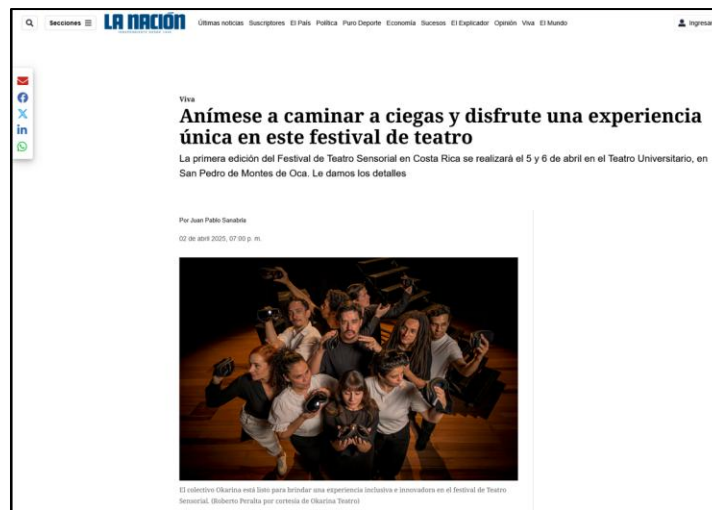 Secciones
LA NACIÓN
Últimas noticias Suscriptores El País Política Puro Deporte Economía Sucesos El Explicador Opinión Viva El Mundo
Ingresar
Viva
Anímese a caminar a ciegas y disfrute una experiencia
única en este festival de teatro
La primera edición del Festival de Teatro Sensorial en Costa Rica se realizará el 5 y 6 de abril en el Teatro Universitario, en
San Pedro de Montes de Oca. Le damos los detalles
Por Juan Pablo Sanabria
02 de abril 2025, 07:00 p. m.
El colectivo Okarina está listo para brindar una experiencia inclusiva e innovadora en el festival de Teatro
Sensorial. (Roberto Peralta por cortesía de Okarina Teatro)